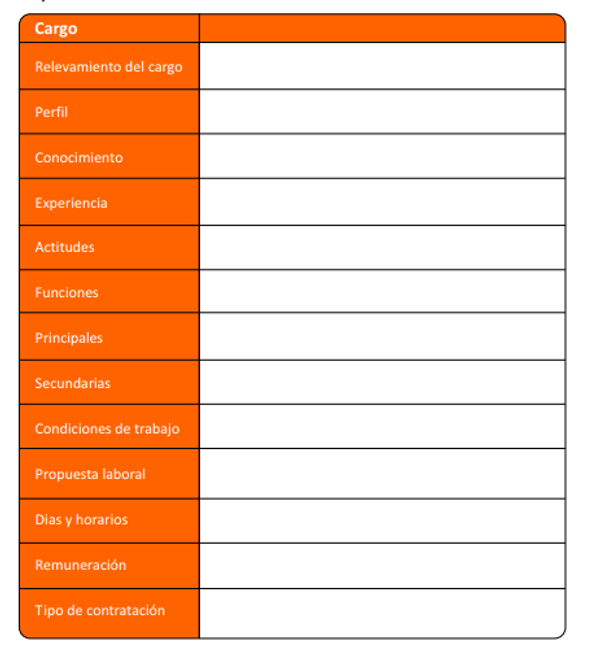 Cargo
Relevamiento del cargo
Perfil
Conocimiento
Experiencia
Actitudes
Funciones
Principales
Secundarias
Condiciones de trabajo
Propuesta laboral
Dias y horarios
Remuneración
Tipo de contratación